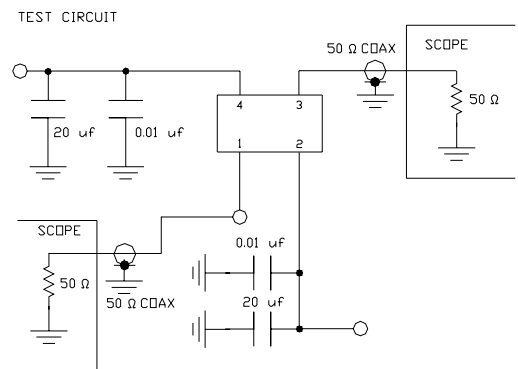 TEST CIRCUIT
50 Ω COAX
SCOPE
4
3
50 Ω
20 uf
0.01 uf
1
2
SCOPE
0.01 uf
50 Ω
50 Ω COAX
20 uf